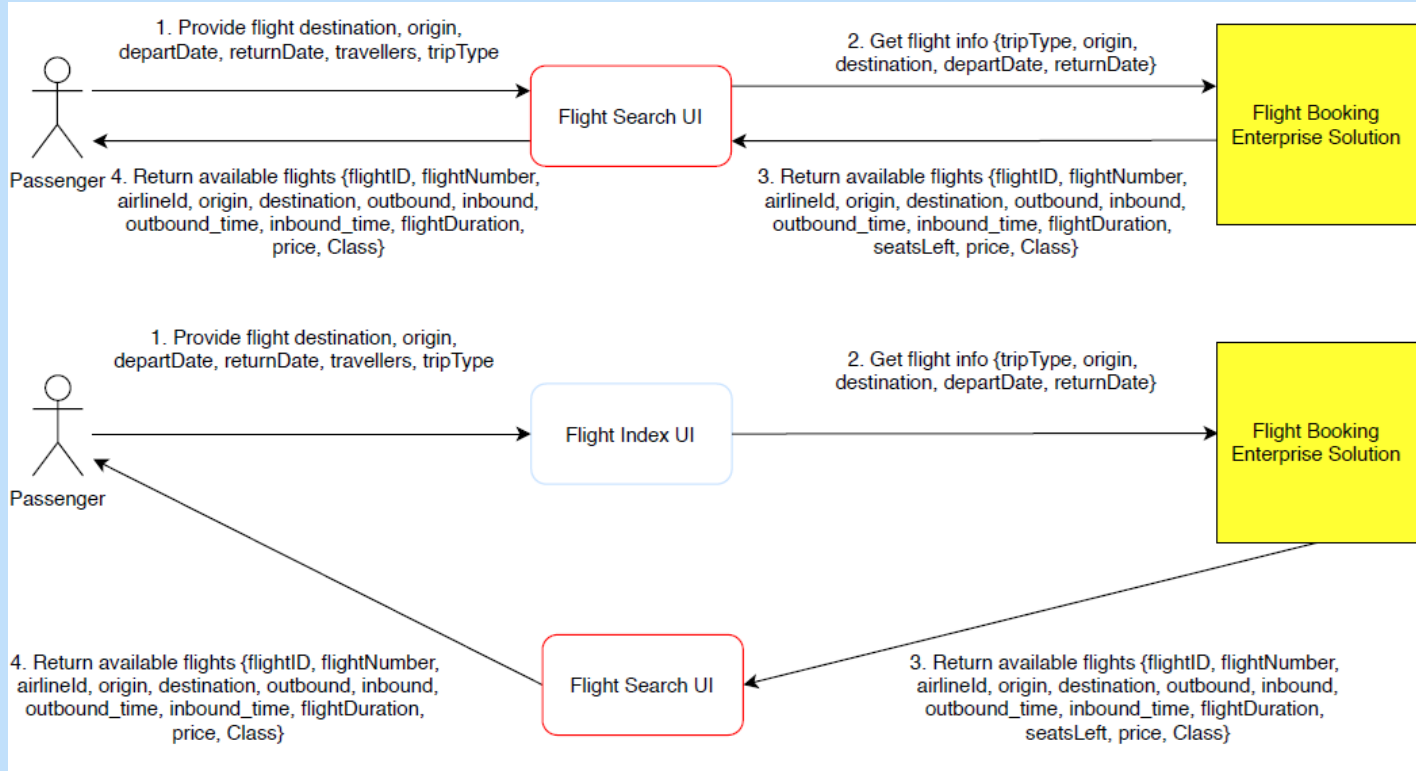 1. Provide flight destination, origin,
departDate, returnDate, travellers, tripType
2. Get flight info {tripType, origin,
destination, departDate, returnDate}
Flight Search UI
Flight Booking
Enterprise Solution
Passenger
4. Return available flights {flightID, flightNumber,
airlineId, origin, destination, outbound, inbound,
outbound_time, inbound_time, flightDuration,
price, Class}
3. Return available flights {flightID, flightNumber,
airlineId, origin, destination, outbound, inbound,
outbound_time, inbound_time, flightDuration,
seatsLeft, price, Class}
1. Provide flight destination, origin,
departDate, returnDate, travellers, tripType
2. Get flight info {tripType, origin,
destination, departDate, returnDate}
Flight Index UI
Flight Booking
Enterprise Solution
Passenger
4. Return available flights {flightID, flightNumber,
airlineId, origin, destination, outbound, inbound,
outbound_time, inbound_time, flightDuration,
price, Class}
Flight Search UI
3. Return available flights {flightID, flightNumber,
airlineId, origin, destination, outbound, inbound,
outbound_time, inbound_time, flightDuration,
seatsLeft, price, Class}